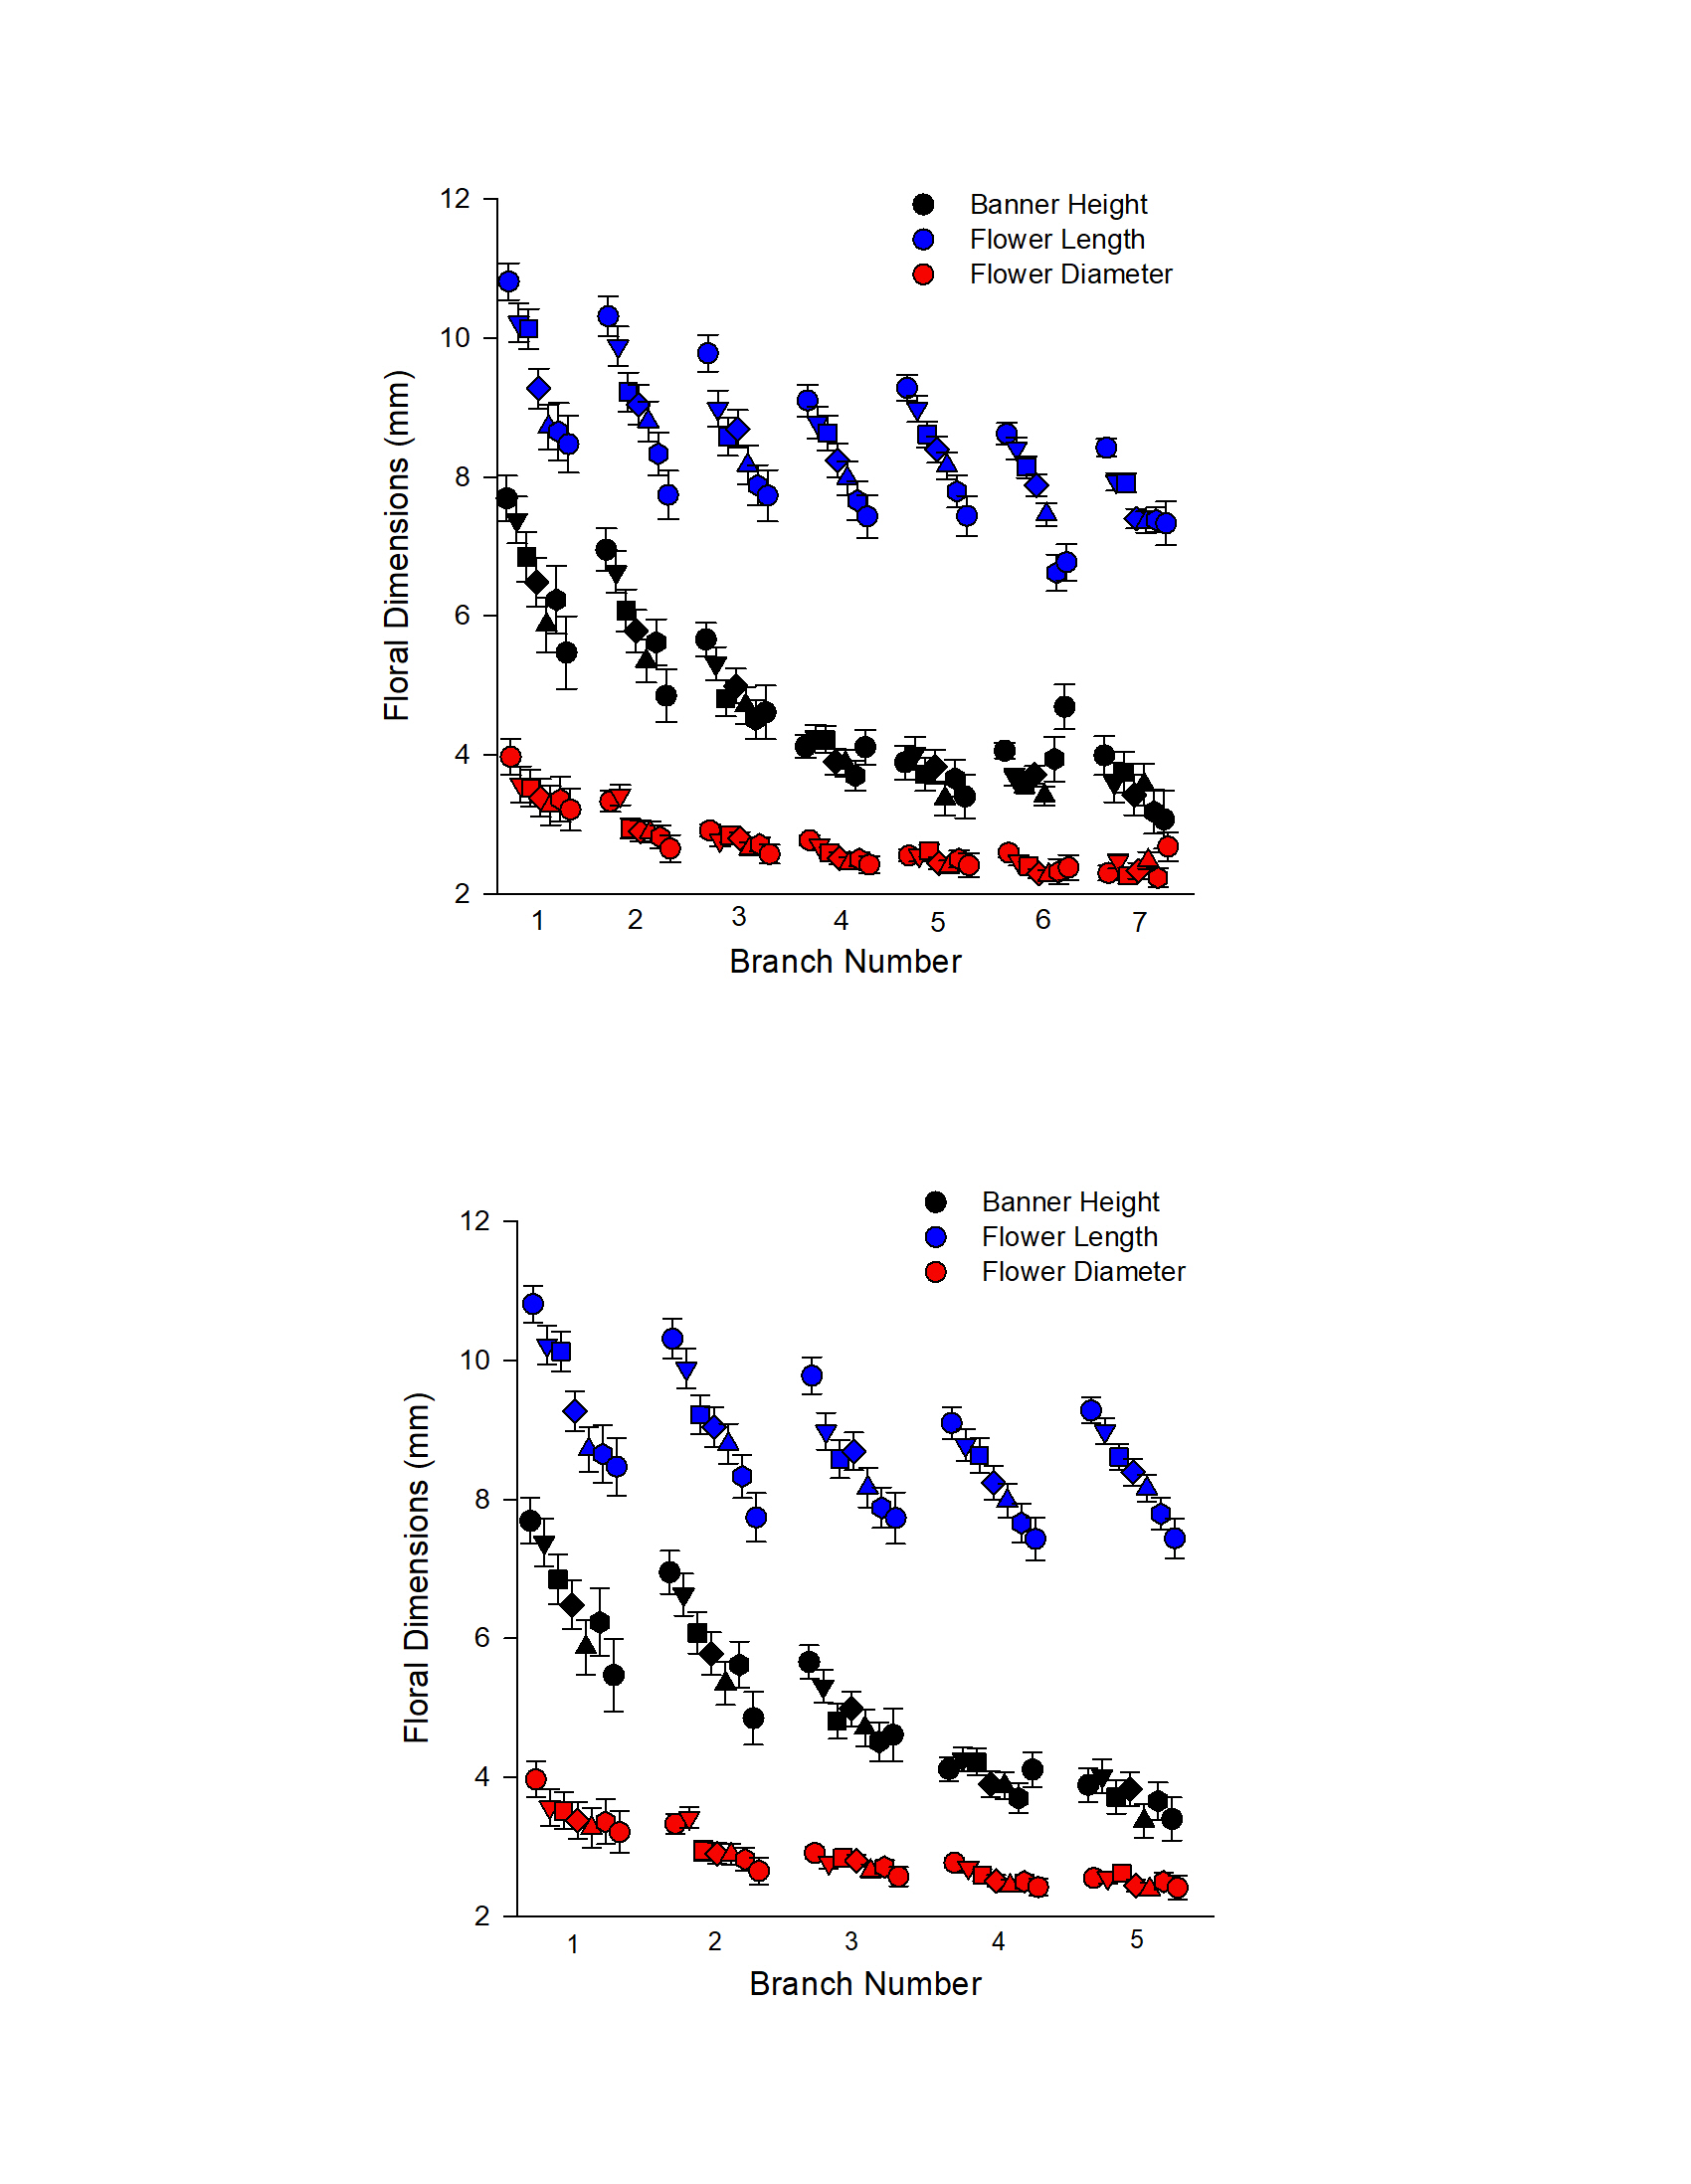 12
Banner Height
Flower Length
Flower Diameter
10
8
6
4
2
Floral Dimensions (mm)
1 2 3 4 5 6 7
Branch Number
Banner Height
12
Flower Length
Flower Diameter
10
8
6
4
2
Floral Dimensions (mm)
1 2 3 4 5
Branch Number